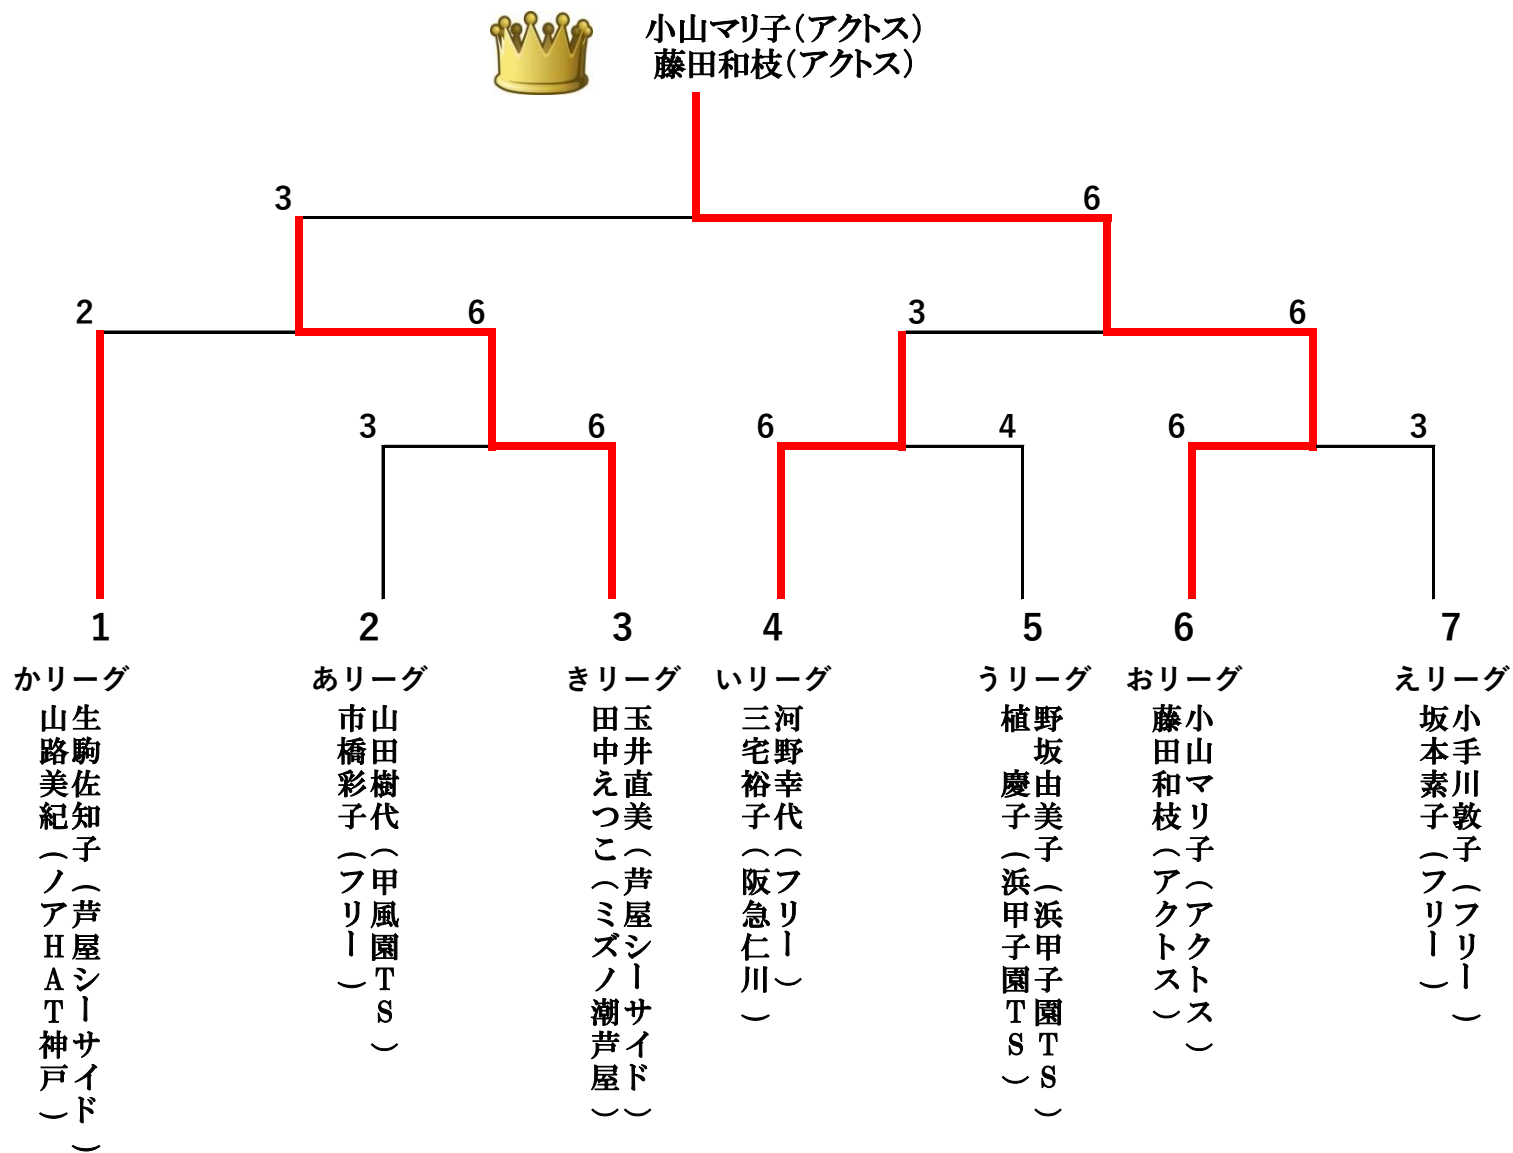 小山マリ子（アクトス）
藤田和枝（アクトス）
3
6
2
6
3
6
3
6
6
4
6
3
1
2
3
4
5
6
7
かリーグ
あリーグ
きリーグ
いリーグ
うリーグ
おリーグ
えリーグ
生駒佐知子（芦屋シーサイド）
山路美紀（ノアHAT神戸）
山田樹代（甲風園TS）
市橋彩子（フリー）
玉井直美（芦屋シーサイド）
田中えつこ（ミズノ潮芦屋）
河野幸代（フリー）
三宅裕子（阪急仁川）
野坂由美子（浜甲子園TS）
植　慶子（浜甲子園TS）
小山マリ子（アクトス）
藤田和枝（アクトス）
小手川敦子（フリー）
坂本素子（フリー）